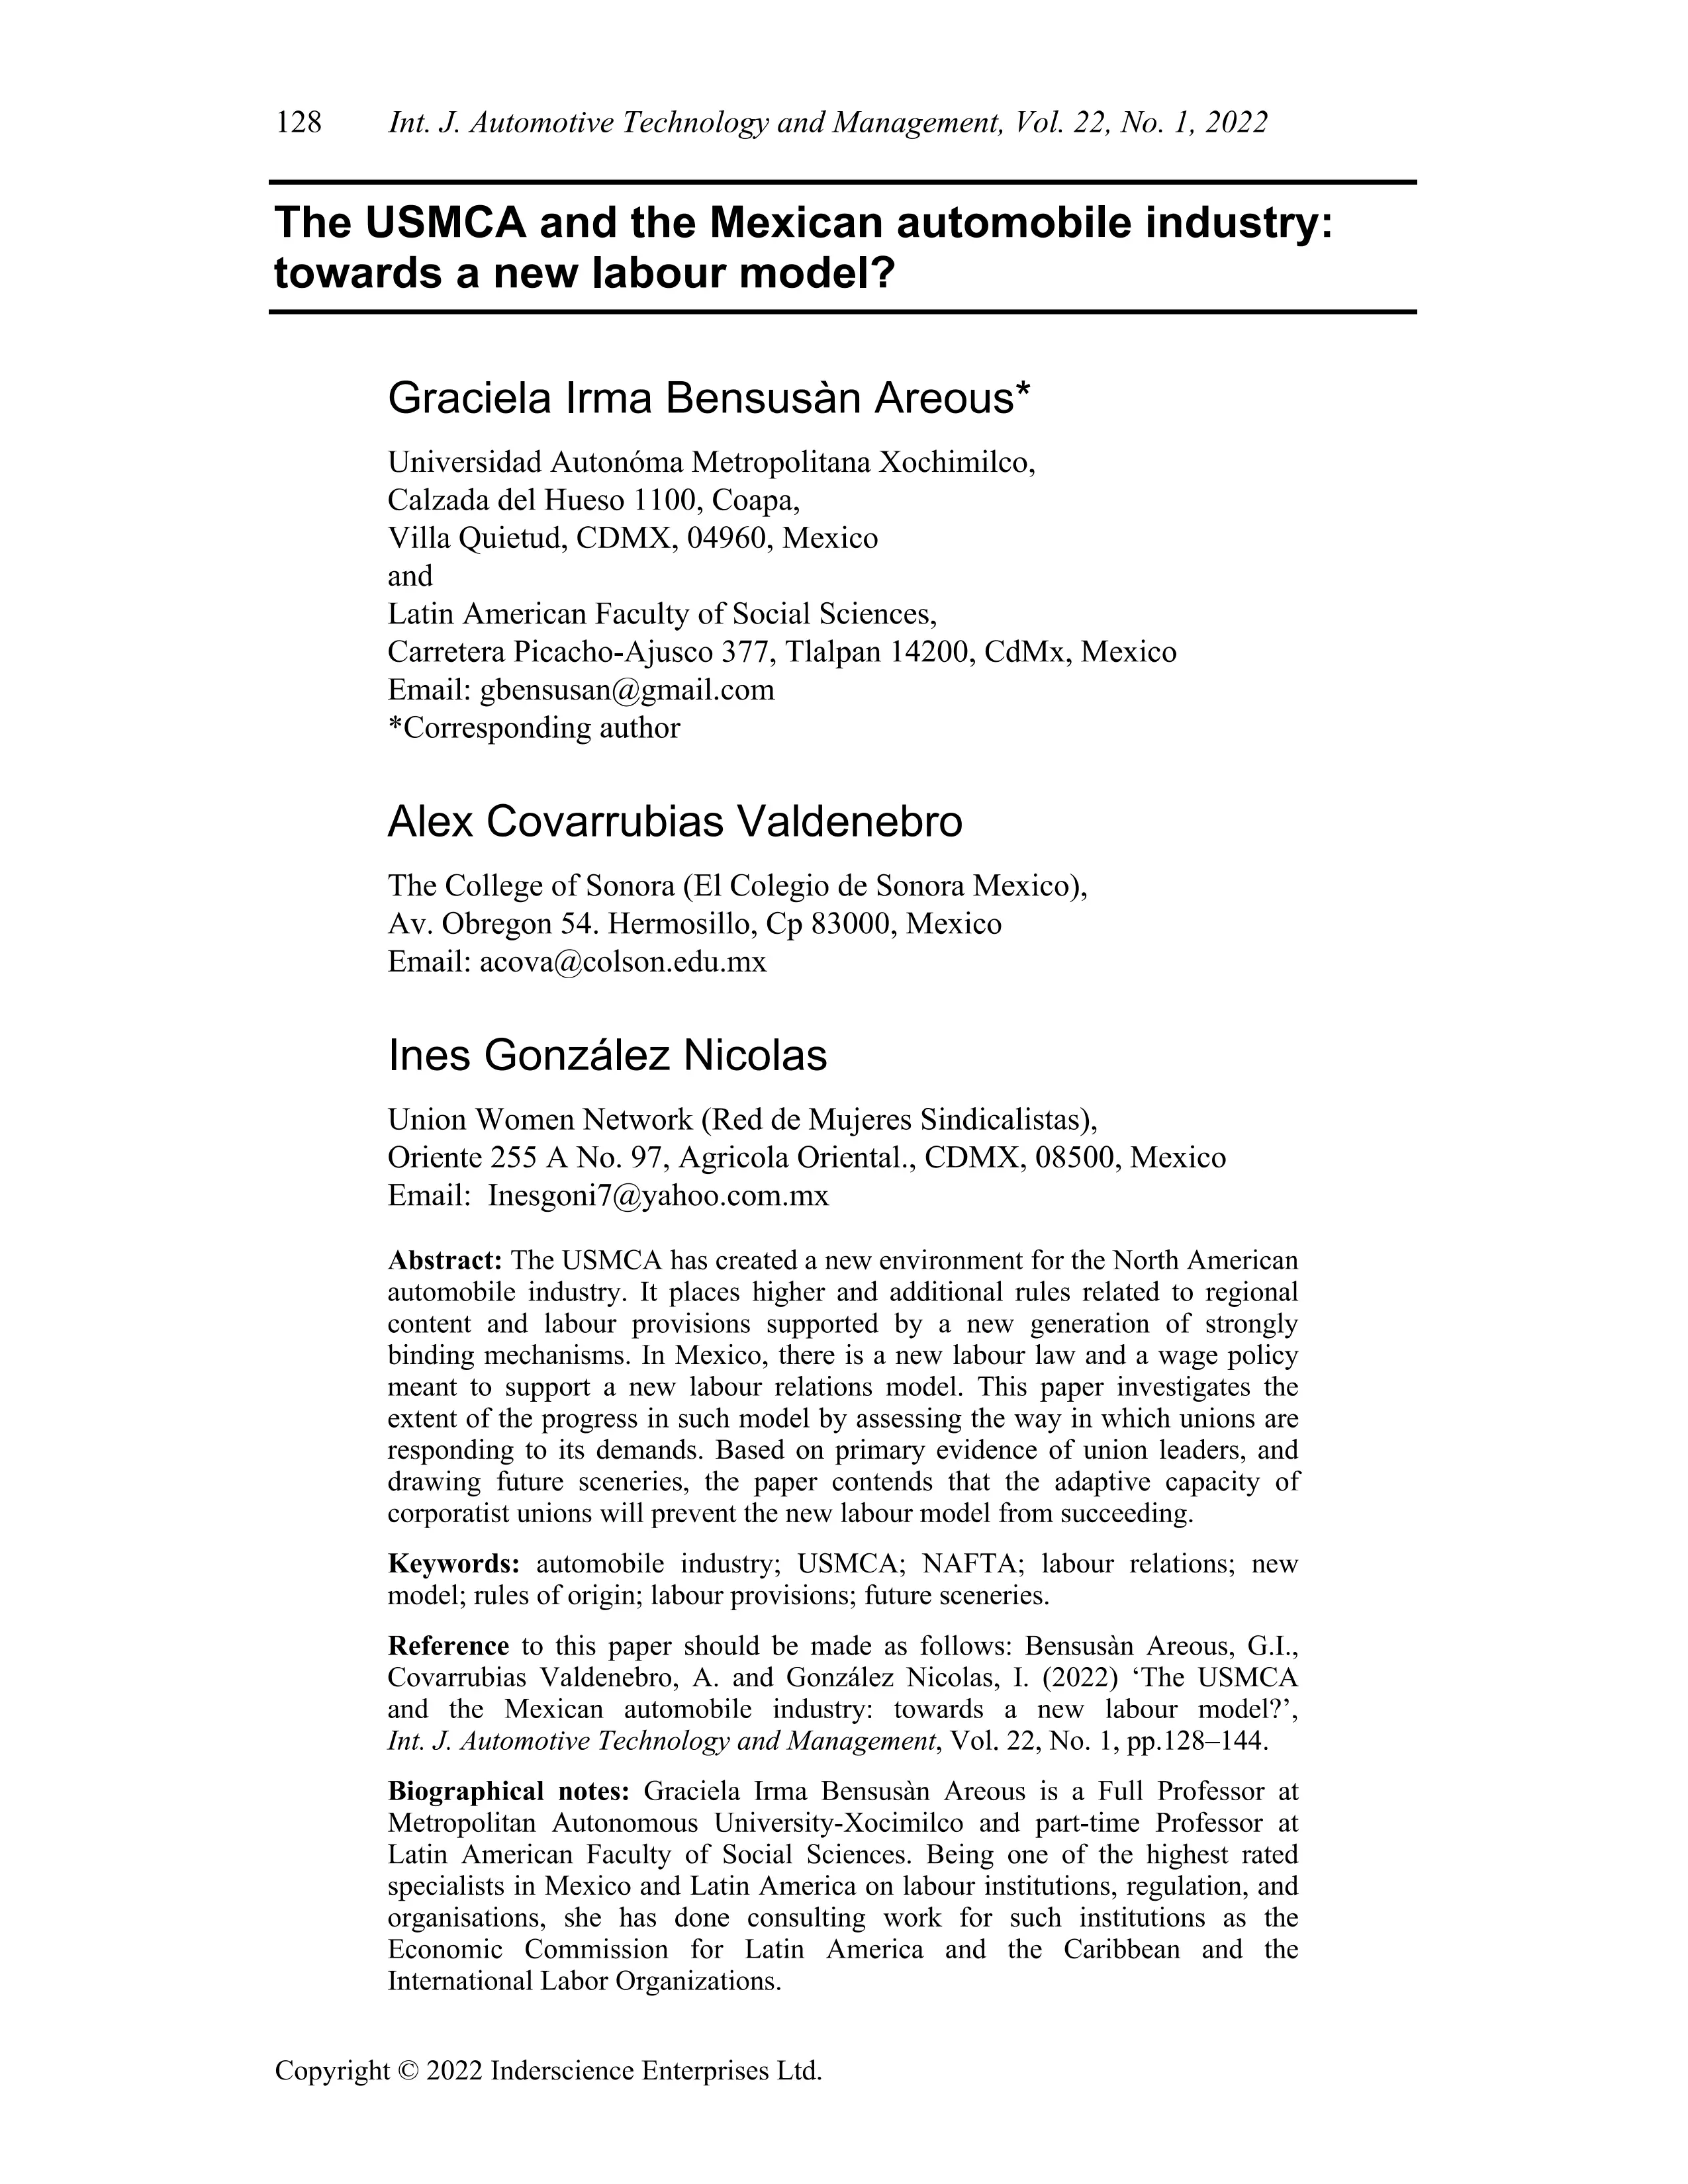 128 Int. J. Automotive Technology and Management, Vol. 22, No. 1, 2022
The USMCA and the Mexican automobile industry:
towards a new labour model?
Graciela Irma Bensusàn Areous*
Universidad Autonóma Metropolitana Xochimilco,
Calzada del Hueso 1100, Coapa,
Villa Quietud, CDMX, 04960, Mexico
and
Latin American Faculty of Social Sciences,
Carretera Picacho-Ajusco 377, Tlalpan 14200, CdMx, Mexico
Email: gbensusan@gmail.com
*Corresponding author
Alex Covarrubias Valdenebro
The College of Sonora (El Colegio de Sonora Mexico),
Av. Obregon 54. Hermosillo, Cp 83000, Mexico
Email: acova@colson.edu.mx
Ines González Nicolas
Union Women Network (Red de Mujeres Sindicalistas),
Oriente 255 A No. 97, Agricola Oriental., CDMX, 08500, Mexico
Email: Inesgoni7@yahoo.com.mx
Abstract: The USMCA has created a new environment for the North American
automobile industry. It places higher and additional rules related to regional
content and labour provisions supported by a new generation of strongly
binding mechanisms. In Mexico, there is a new labour law and a wage policy
meant to support a new labour relations model. This paper investigates the
extent of the progress in such model by assessing the way in which unions are
responding to its demands. Based on primary evidence of union leaders, and
drawing future sceneries, the paper contends that the adaptive capacity of
corporatist unions will prevent the new labour model from succeeding.
Keywords: automobile industry; USMCA; NAFTA; labour relations; new
model; rules of origin; labour provisions; future sceneries.
Reference to this paper should be made as follows: Bensusàn Areous, G.I.,
Covarrubias Valdenebro, A. and González Nicolas, I. (2022) ‘The USMCA
and the Mexican automobile industry: towards a new labour model?’,
Int. J. Automotive Technology and Management, Vol. 22, No. 1, pp.128–144.
Biographical notes: Graciela Irma Bensusàn Areous is a Full Professor at
Metropolitan Autonomous University-Xocimilco and part-time Professor at
Latin American Faculty of Social Sciences. Being one of the highest rated
specialists in Mexico and Latin America on labour institutions, regulation, and
organisations, she has done consulting work for such institutions as the
Economic Commission for Latin America and the Caribbean and the
International Labor Organizations.
Copyright © 2022 Inderscience Enterprises Ltd.